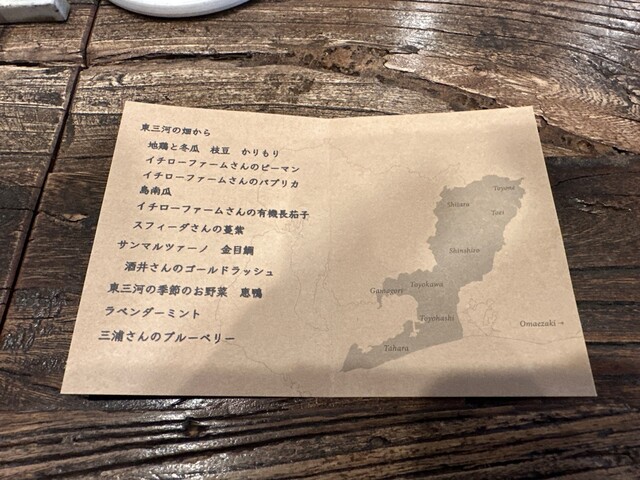 東三河の畑から
地鶏と冬瓜 枝豆 かりもり
イチローファームさんのピーマン
イチローファームさんのパプリカ
島南瓜
イチローファームさんの有機長茄子
スフィーダさんの蔓紫
サンマルツァーノ 金目鯛
酒井さんのゴールドラッシュ
東三河の季節のお野菜 恵鴨
ラベンダーミント
三浦さんのブルーベリー
Toyama
Shitara
Toei
Shinshiro
Gamagory
Toyokawa
Toyohashi
Omaezaki→
Tahara